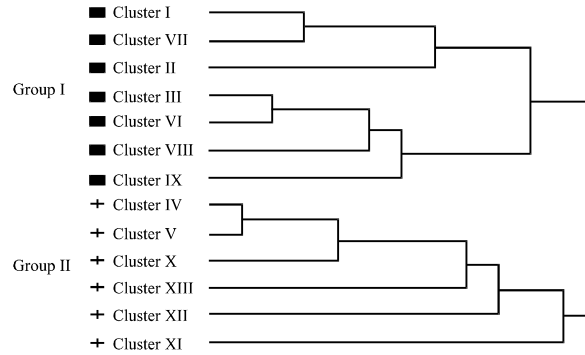 Cluster I
Cluster VII
Cluster II
Group I
Cluster III
Cluster VI
Cluster VIII
Cluster IX
Cluster IV
Cluster V
Group II
Cluster X
Cluster XIII
Cluster XII
Cluster XI